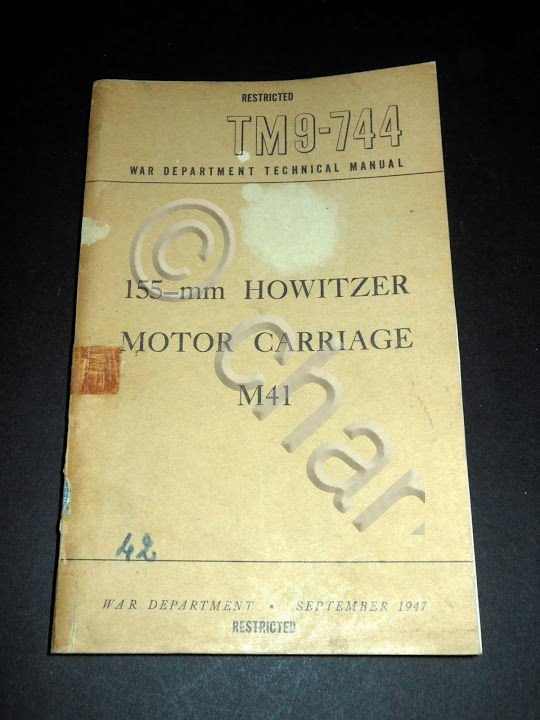 RESTRICTED
TM9-744
WAR DEPARTMENT TECHNICAL MANUAL
155-mm HOWITZER
MOTOR CARRIAGE
M41
© char
42
WAR DEPARTMENT • SEPTEMBER 1947
RESTRICTED